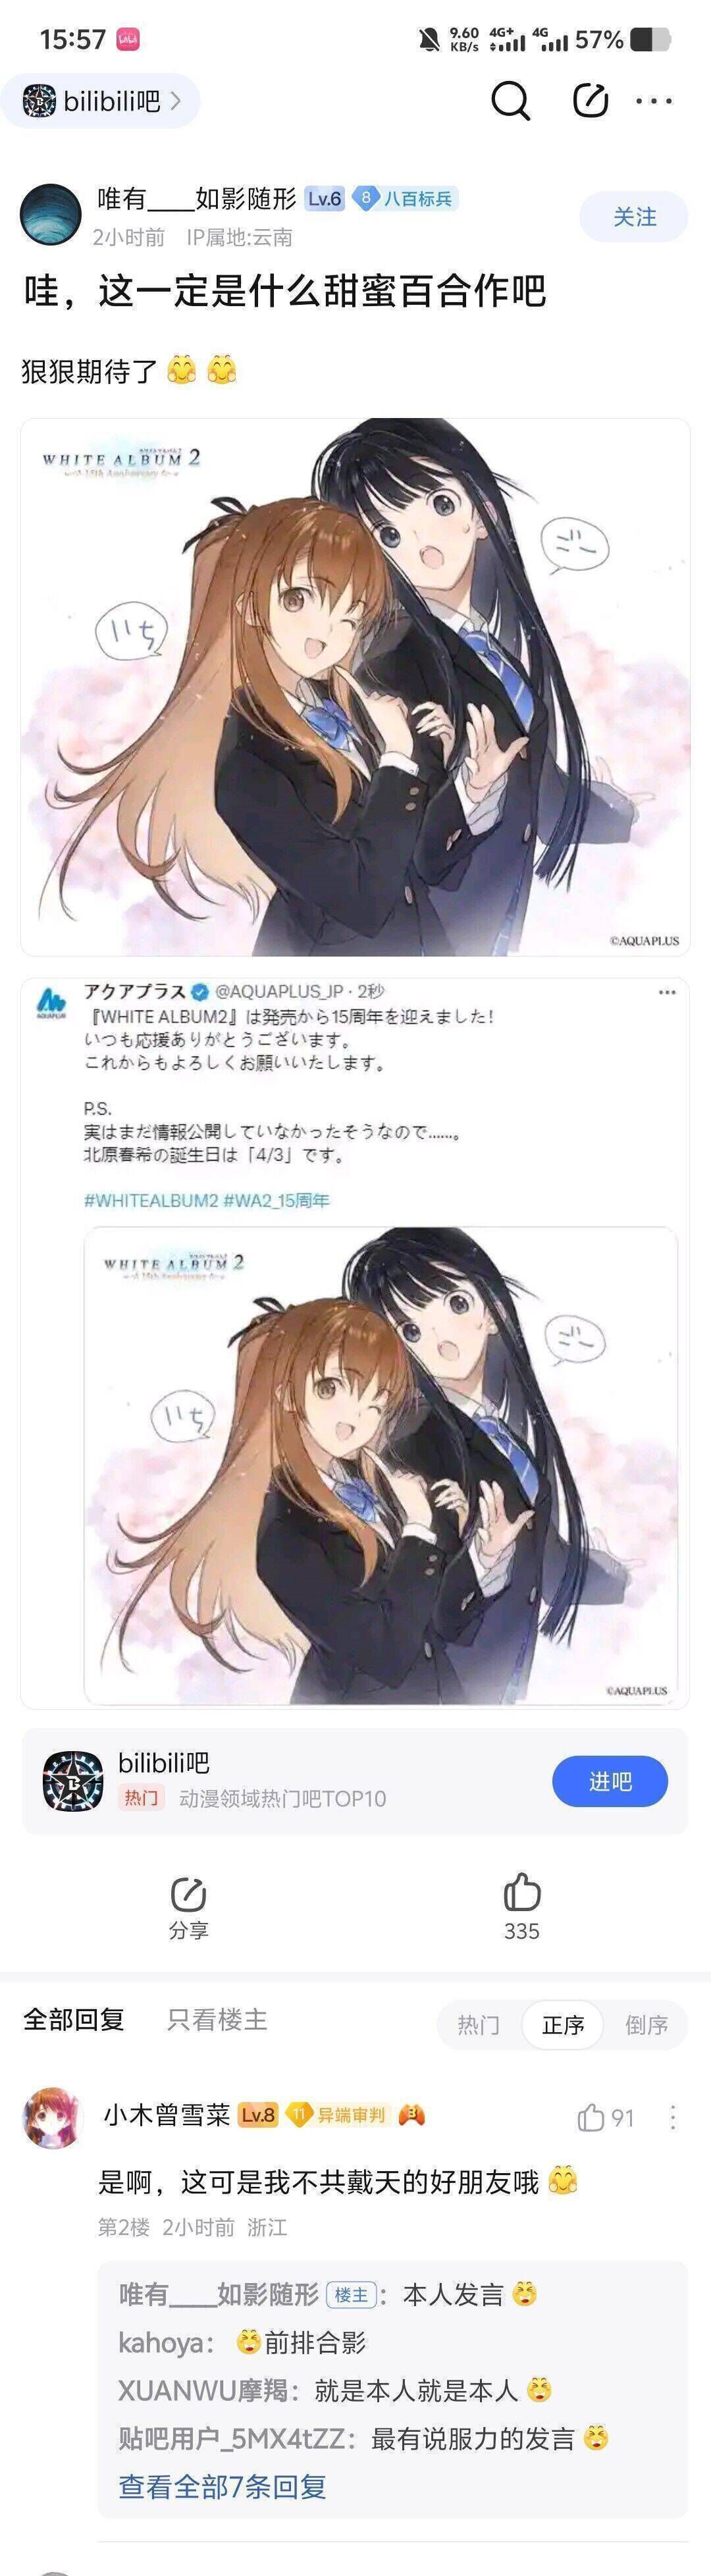 15:57
9.60 KB/s 4G+ 4G 57%
bilibili吧
唯有____如影随形 Lv.6 8 八百标兵
关注
2小时前 IP属地:云南
哇，这一定是什么甜蜜百合作吧
狠狠期待了
WHITE ALBUM 2
15th Anniversary
いち
©AQUAPLUS
アクアプラス @AQUAPLUS_JP · 2秒
『WHITE ALBUM2』は発売から15周年を迎えました！
いつも応援ありがとうございます。
これからもよろしくお願いいたします。
P.S.
実はまだ情報公開していなかったそうなので……。
北原春希の誕生日は「4/3」です。
#WHITEALBUM2 #WA2_15周年
WHITE ALBUM 2
15th Anniversary
いち
©AQUAPLUS
bilibili吧
热门 动漫领域热门吧TOP10
进吧
分享
335
全部回复 只看楼主
热门 正序 倒序
小木曾雪菜 Lv.8 11 异端审判
91
是啊，这可是我不共戴天的好朋友哦
第2楼 2小时前 浙江
唯有____如影随形 楼主：本人发言
kahoya：前排合影
XUANWU摩羯：就是本人就是本人
贴吧用户_5MX4tZZ：最有说服力的发言
查看全部7条回复